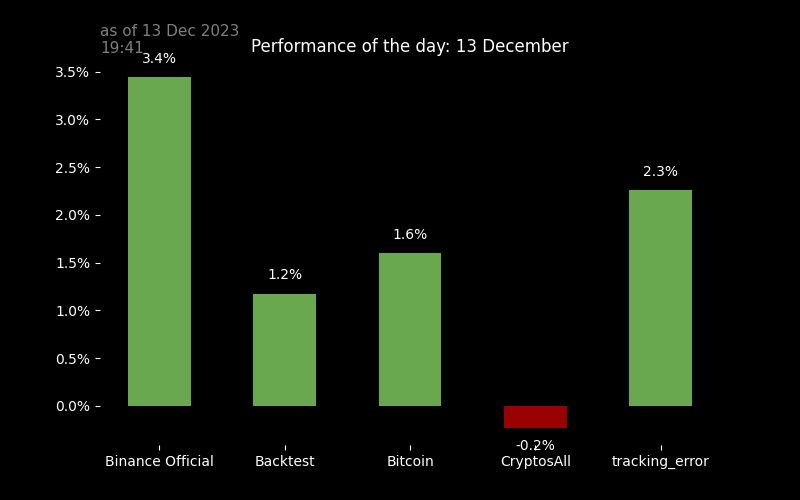 as of 13 Dec 2023
19:41
Performance of the day: 13 December
3.5%
3.0%
2.5%
2.0%
1.5%
1.0%
0.5%
0.0%
3.4%
1.2%
1.6%
-0.2%
2.3%
Binance Official
Backtest
Bitcoin
CryptosAll
tracking_error